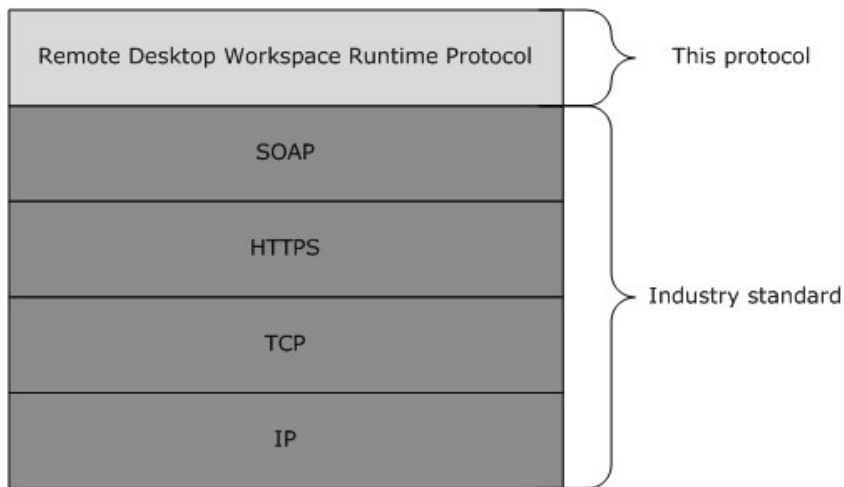 Remote Desktop Workspace Runtime Protocol
This protocol
SOAP
HTTPS
Industry standard
TCP
IP